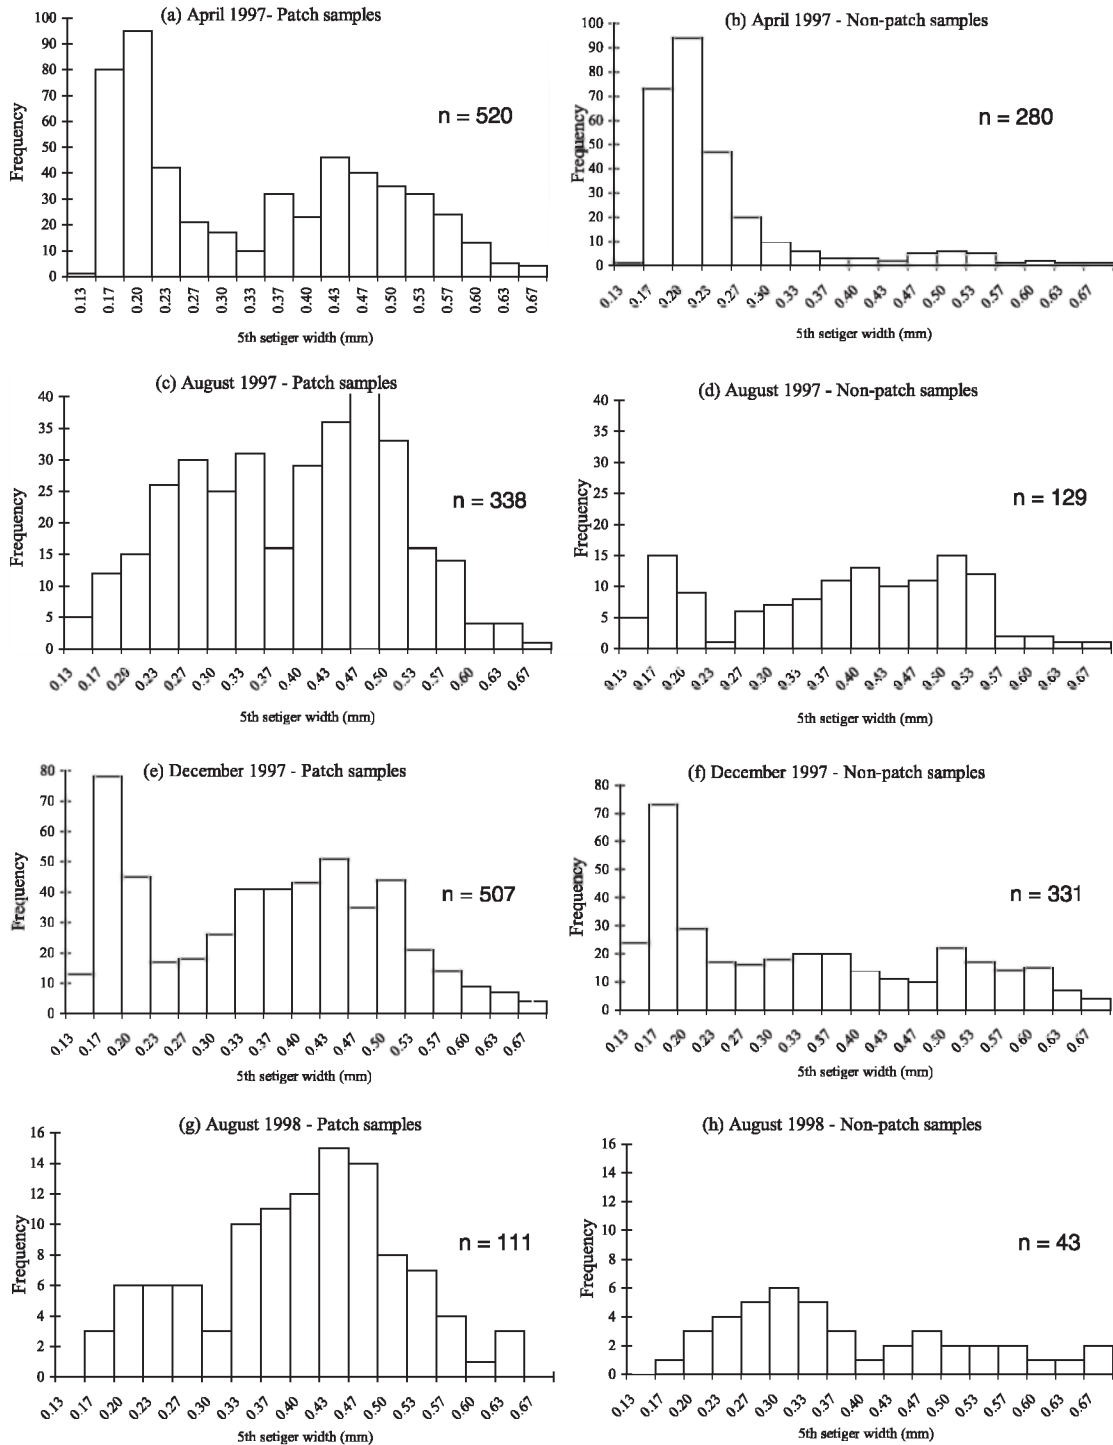 (a) April 1997- Patch samples
100
90
80
70
60
50
40
30
20
10
0
Frequency
n = 520
0.13 0.17 0.20 0.23 0.27 0.30 0.33 0.37 0.40 0.43 0.47 0.50 0.53 0.57 0.60 0.63 0.67
5th setiger width (mm)
(b) April 1997 - Non-patch samples
100
90
80
70
60
50
40
30
20
10
0
Frequency
n = 280
0.13 0.17 0.20 0.23 0.27 0.30 0.33 0.37 0.40 0.43 0.47 0.50 0.53 0.57 0.60 0.63 0.67
5th setiger width (mm)
(c) August 1997 - Patch samples
40
35
30
25
20
15
10
5
0
Frequency
n = 338
0.13 0.17 0.20 0.23 0.27 0.30 0.33 0.37 0.40 0.43 0.47 0.50 0.53 0.57 0.60 0.63 0.67
5th setiger width (mm)
(d) August 1997 - Non-patch samples
40
35
30
25
20
15
10
5
0
Frequency
n = 129
0.13 0.17 0.20 0.23 0.27 0.30 0.33 0.37 0.40 0.43 0.47 0.50 0.53 0.57 0.60 0.63 0.67
5th setiger width (mm)
(e) December 1997 - Patch samples
80
70
60
50
40
30
20
10
0
Frequency
n = 507
0.13 0.17 0.20 0.23 0.27 0.30 0.33 0.37 0.40 0.43 0.47 0.50 0.53 0.57 0.60 0.63 0.67
5th setiger width (mm)
(f) December 1997 - Non-patch samples
80
70
60
50
40
30
20
10
0
Frequency
n = 331
0.13 0.17 0.20 0.23 0.27 0.30 0.33 0.37 0.40 0.43 0.47 0.50 0.53 0.57 0.60 0.63 0.67
5th setiger width (mm)
(g) August 1998 - Patch samples
16
14
12
10
8
6
4
2
0
Frequency
n = 111
0.13 0.17 0.20 0.23 0.27 0.30 0.33 0.37 0.40 0.43 0.47 0.50 0.53 0.57 0.60 0.63 0.67
5th setiger width (mm)
(h) August 1998 - Non-patch samples
16
14
12
10
8
6
4
2
0
Frequency
n = 43
0.13 0.17 0.20 0.23 0.27 0.30 0.33 0.37 0.40 0.43 0.47 0.50 0.53 0.57 0.60 0.63 0.67
5th setiger width (mm)